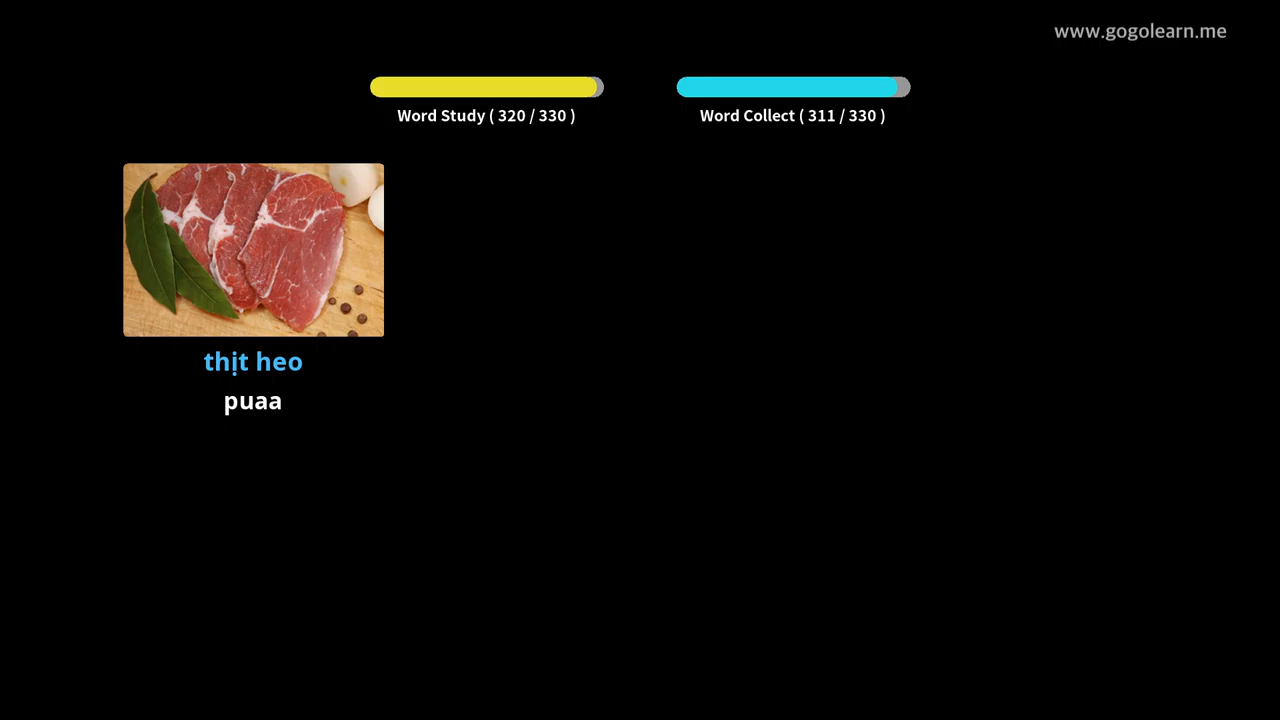 www.gogolearn.me
Word Study ( 320 / 330 )
Word Collect ( 311 / 330 )
thịt heo
puaa